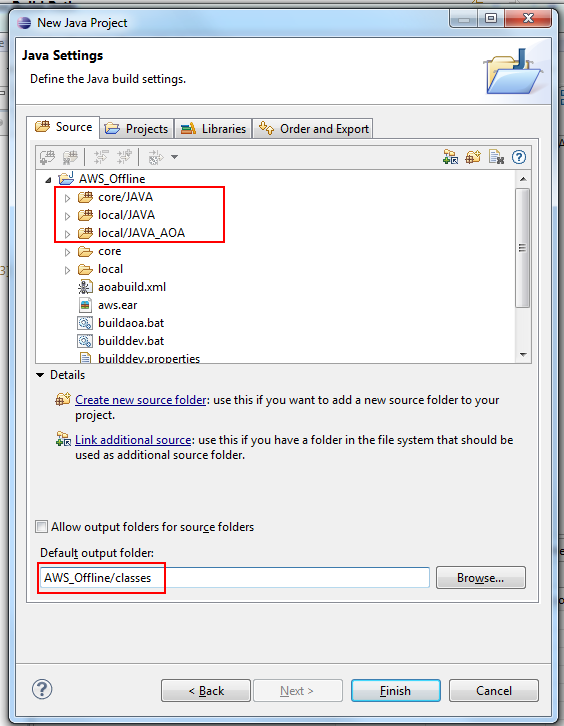 New Java Project
Java Settings
Define the Java build settings.
Source
Projects
Libraries
Order and Export
AWS_Offline
core/JAVA
local/JAVA
local/JAVA_AOA
core
local
aoabuild.xml
aws.ear
buildaoa.bat
builddev.bat
builddev.properties
Details
Create new source folder: use this if you want to add a new source folder to your
project.
Link additional source: use this if you have a folder in the file system that should be
used as additional source folder.
Allow output folders for source folders
Default output folder:
AWS_Offline/classes
Browse...
< Back
Next >
Finish
Cancel